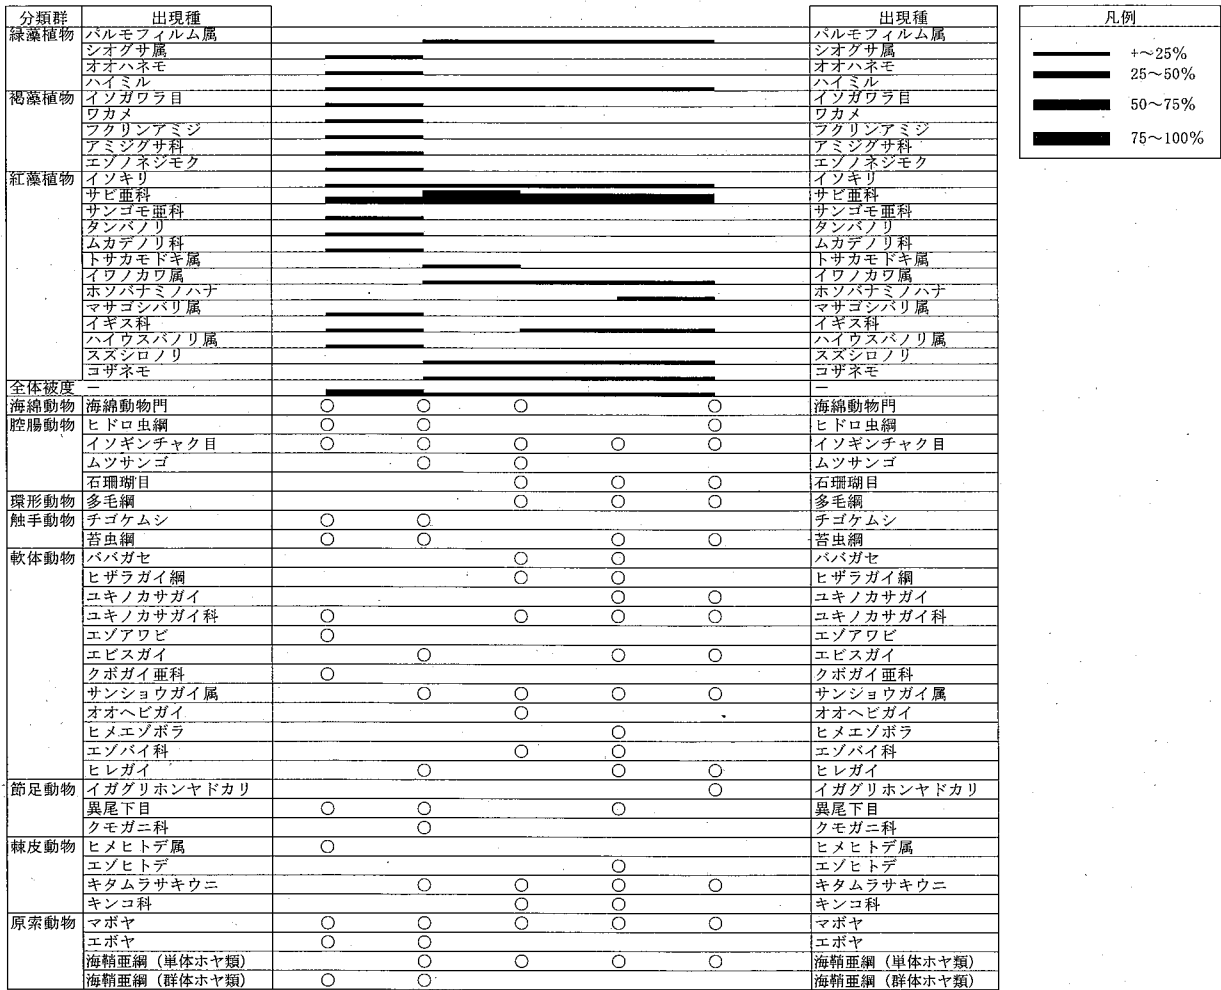 分類群 出現種 出現種 凡例
緑藻植物 パルモフィルム属 パルモフィルム属
シオグサ属 シオグサ属 +～25%
オオハネモ オオハネモ 25～50%
ハイミル ハイミル
褐藻植物 イソガワラ目 イソガワラ目 50～75%
ワカメ ワカメ
フクリンアミジ フクリンアミジ 75～100%
アミジグサ科 アミジグサ科
エゾノネジモク エゾノネジモク
紅藻植物 イソキリ イソキリ
サビ亜科 サビ亜科
サンゴモ亜科 サンゴモ亜科
タンバノリ タンバノリ
ムカデノリ科 ムカデノリ科
トサカモドキ属 トサカモドキ属
イワノカワ属 イワノカワ属
ホソバナミノハナ ホソバナミノハナ
マサゴシバリ属 マサゴシバリ属
イギス科 イギス科
ハイウスバノリ属 ハイウスバノリ属
スズシロノリ スズシロノリ
コザネモ コザネモ
全体被度 － －
海綿動物 海綿動物門 ○ ○ ○ ○ 海綿動物門
腔腸動物 ヒドロ虫綱 ○ ○ ○ ヒドロ虫綱
イソギンチャク目 ○ ○ ○ ○ ○ イソギンチャク目
ムツサンゴ ○ ○ ムツサンゴ
石珊瑚目 ○ ○ ○ 石珊瑚目
環形動物 多毛綱 ○ ○ ○ 多毛綱
触手動物 チゴケムシ ○ ○ チゴケムシ
苔虫綱 ○ ○ ○ ○ 苔虫綱
軟体動物 ババガセ ○ ○ ババガセ
ヒザラガイ綱 ○ ○ ヒザラガイ綱
ユキノカサガイ ○ ○ ユキノカサガイ
ユキノカサガイ科 ○ ○ ○ ○ ユキノカサガイ科
エゾアワビ ○ エゾアワビ
エビスガイ ○ ○ ○ エビスガイ
クボガイ亜科 ○ クボガイ亜科
サンショウガイ属 ○ ○ ○ ○ サンショウガイ属
オオヘビガイ ○ オオヘビガイ
ヒメエゾボラ ○ ヒメエゾボラ
エゾバイ科 ○ ○ エゾバイ科
ヒレガイ ○ ○ ○ ヒレガイ
節足動物 イガグリホンヤドカリ ○ イガグリホンヤドカリ
異尾下目 ○ ○ ○ 異尾下目
クモガニ科 ○ クモガニ科
棘皮動物 ヒメヒトデ属 ○ ヒメヒトデ属
エゾヒトデ ○ エゾヒトデ
キタムラサキウニ ○ ○ ○ ○ キタムラサキウニ
キンコ科 ○ ○ キンコ科
原索動物 マボヤ ○ ○ ○ ○ ○ マボヤ
エボヤ ○ ○ エボヤ
海鞘亜綱（単体ホヤ類） ○ ○ ○ ○ 海鞘亜綱（単体ホヤ類）
海鞘亜綱（群体ホヤ類） ○ ○ 海鞘亜綱（群体ホヤ類）